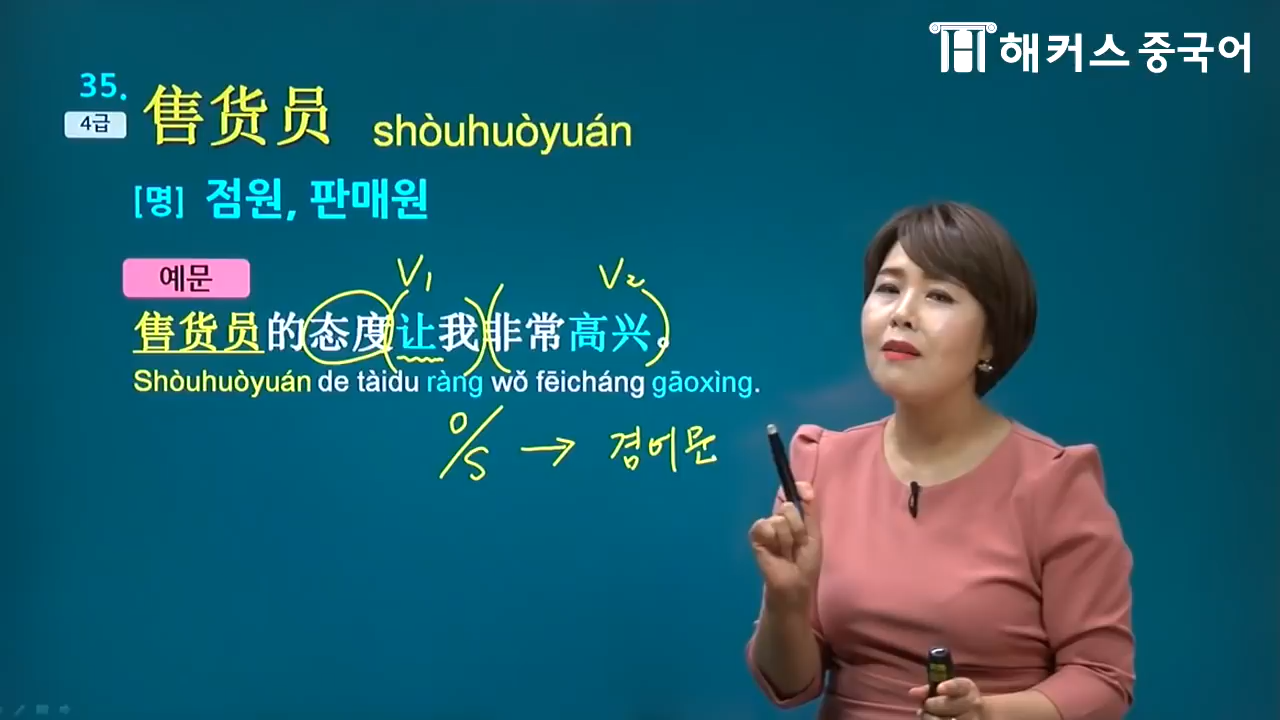 해커스 중국어
35.
4급
售货员 shòuhuòyuán
[명] 점원, 판매원
예문
V1 V2
售货员的态度让我非常高兴。
Shòuhuòyuán de tàidu ràng wǒ fēicháng gāoxìng.
O/S → 겸어문